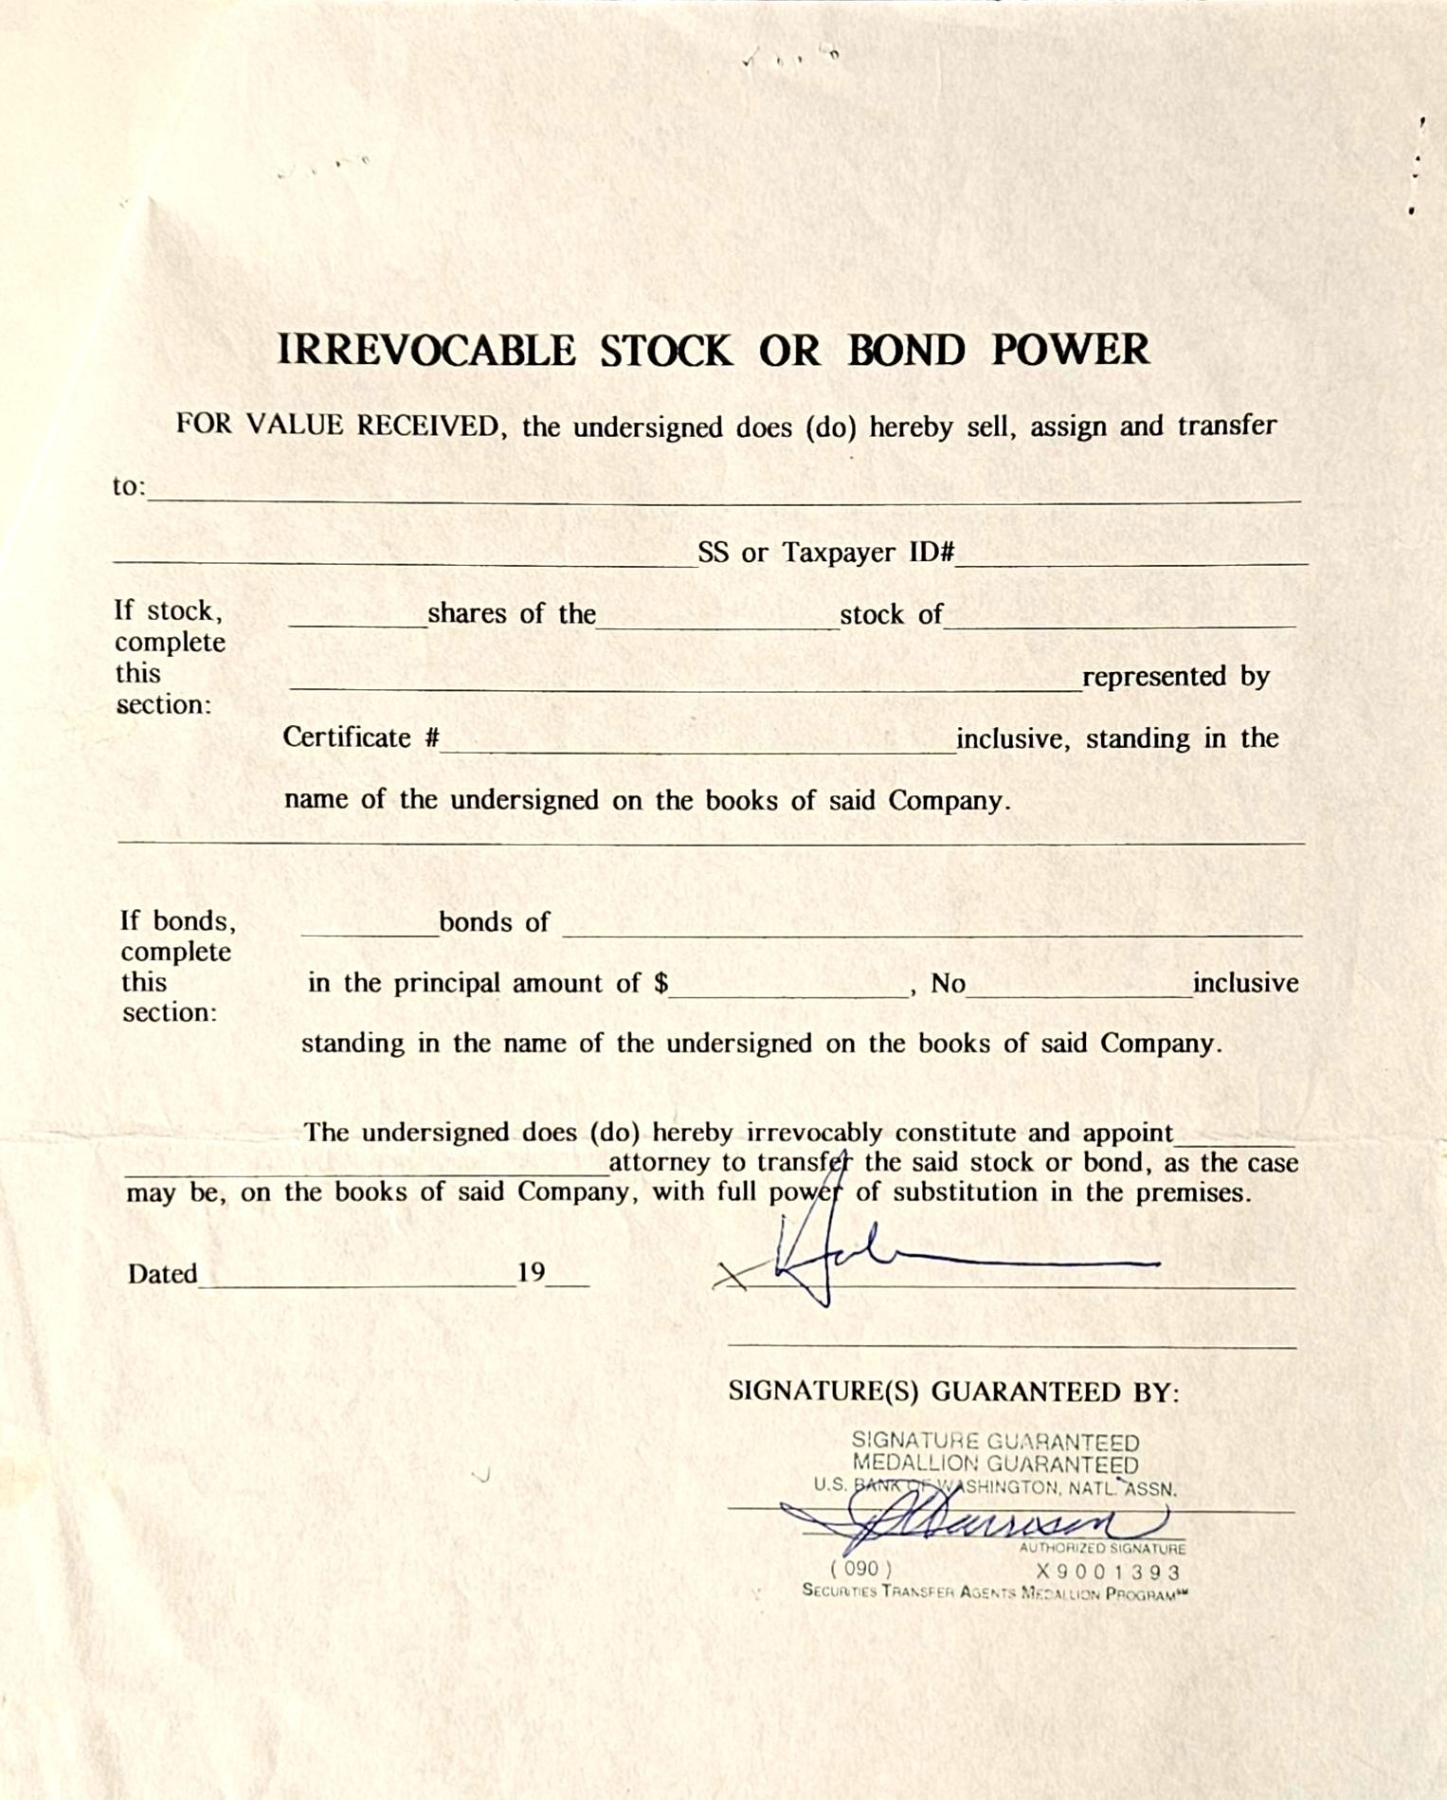 IRREVOCABLE STOCK OR BOND POWER
FOR VALUE RECEIVED, the undersigned does (do) hereby sell, assign and transfer
to:
SS or Taxpayer ID#
If stock, complete this section:
shares of the stock of
represented by
Certificate # inclusive, standing in the
name of the undersigned on the books of said Company.
If bonds, complete this section:
bonds of
in the principal amount of $ , No inclusive
standing in the name of the undersigned on the books of said Company.
The undersigned does (do) hereby irrevocably constitute and appoint
attorney to transfer the said stock or bond, as the case
may be, on the books of said Company, with full power of substitution in the premises.
Dated 19
X
SIGNATURE(S) GUARANTEED BY:
SIGNATURE GUARANTEED
MEDALLION GUARANTEED
U.S. BANK OF WASHINGTON, NATL. ASSN.
AUTHORIZED SIGNATURE
(090) X9001393
SECURITIES TRANSFER AGENTS MEDALLION PROGRAM℠